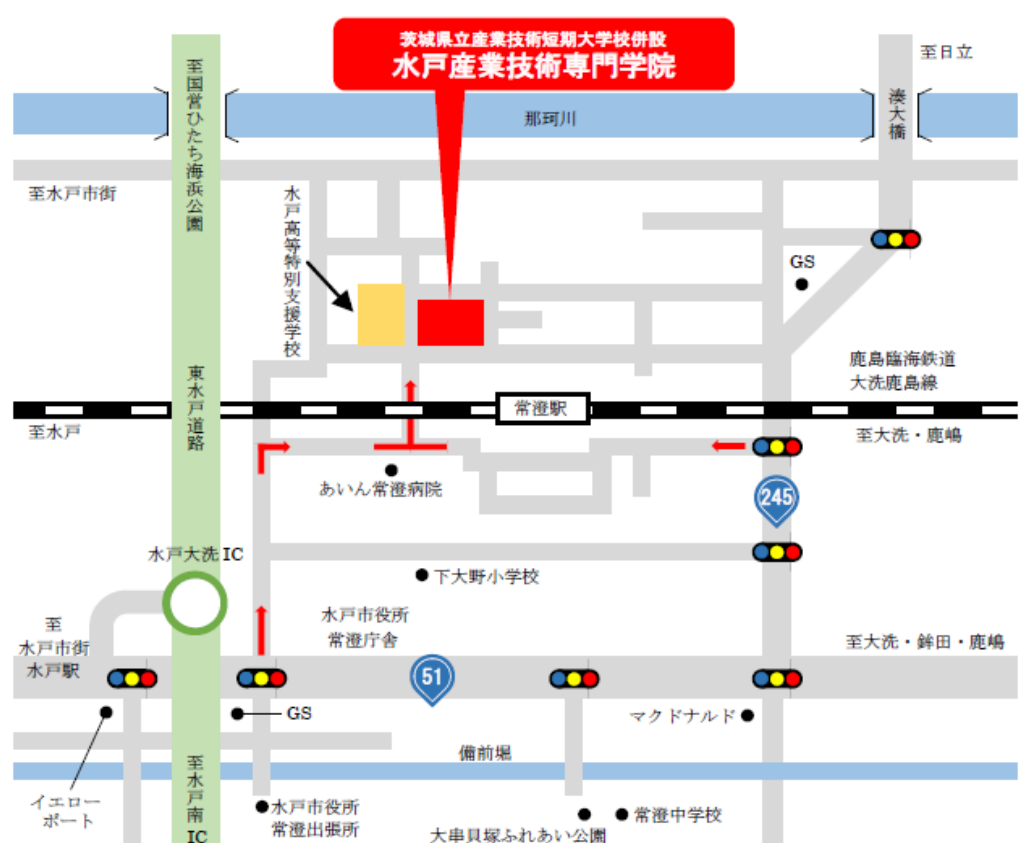 茨城県立産業技術短期大学校併設
水戸産業技術専門学院
至日立
至国営ひたち海浜公園
那珂川
湊大橋
至水戸市街
水戸高等特別支援学校
GS
鹿島臨海鉄道
大洗鹿島線
東水戸道路
常澄駅
至水戸
至大洗・鹿嶋
あいん常澄病院
245
水戸大洗IC
下大野小学校
水戸市役所
常澄庁舎
至
水戸市街
水戸駅
至大洗・鉾田・鹿嶋
51
GS
マクドナルド
備前堀
至水戸南IC
イエロー
ポート
水戸市役所
常澄出張所
常澄中学校
大串貝塚ふれあい公園